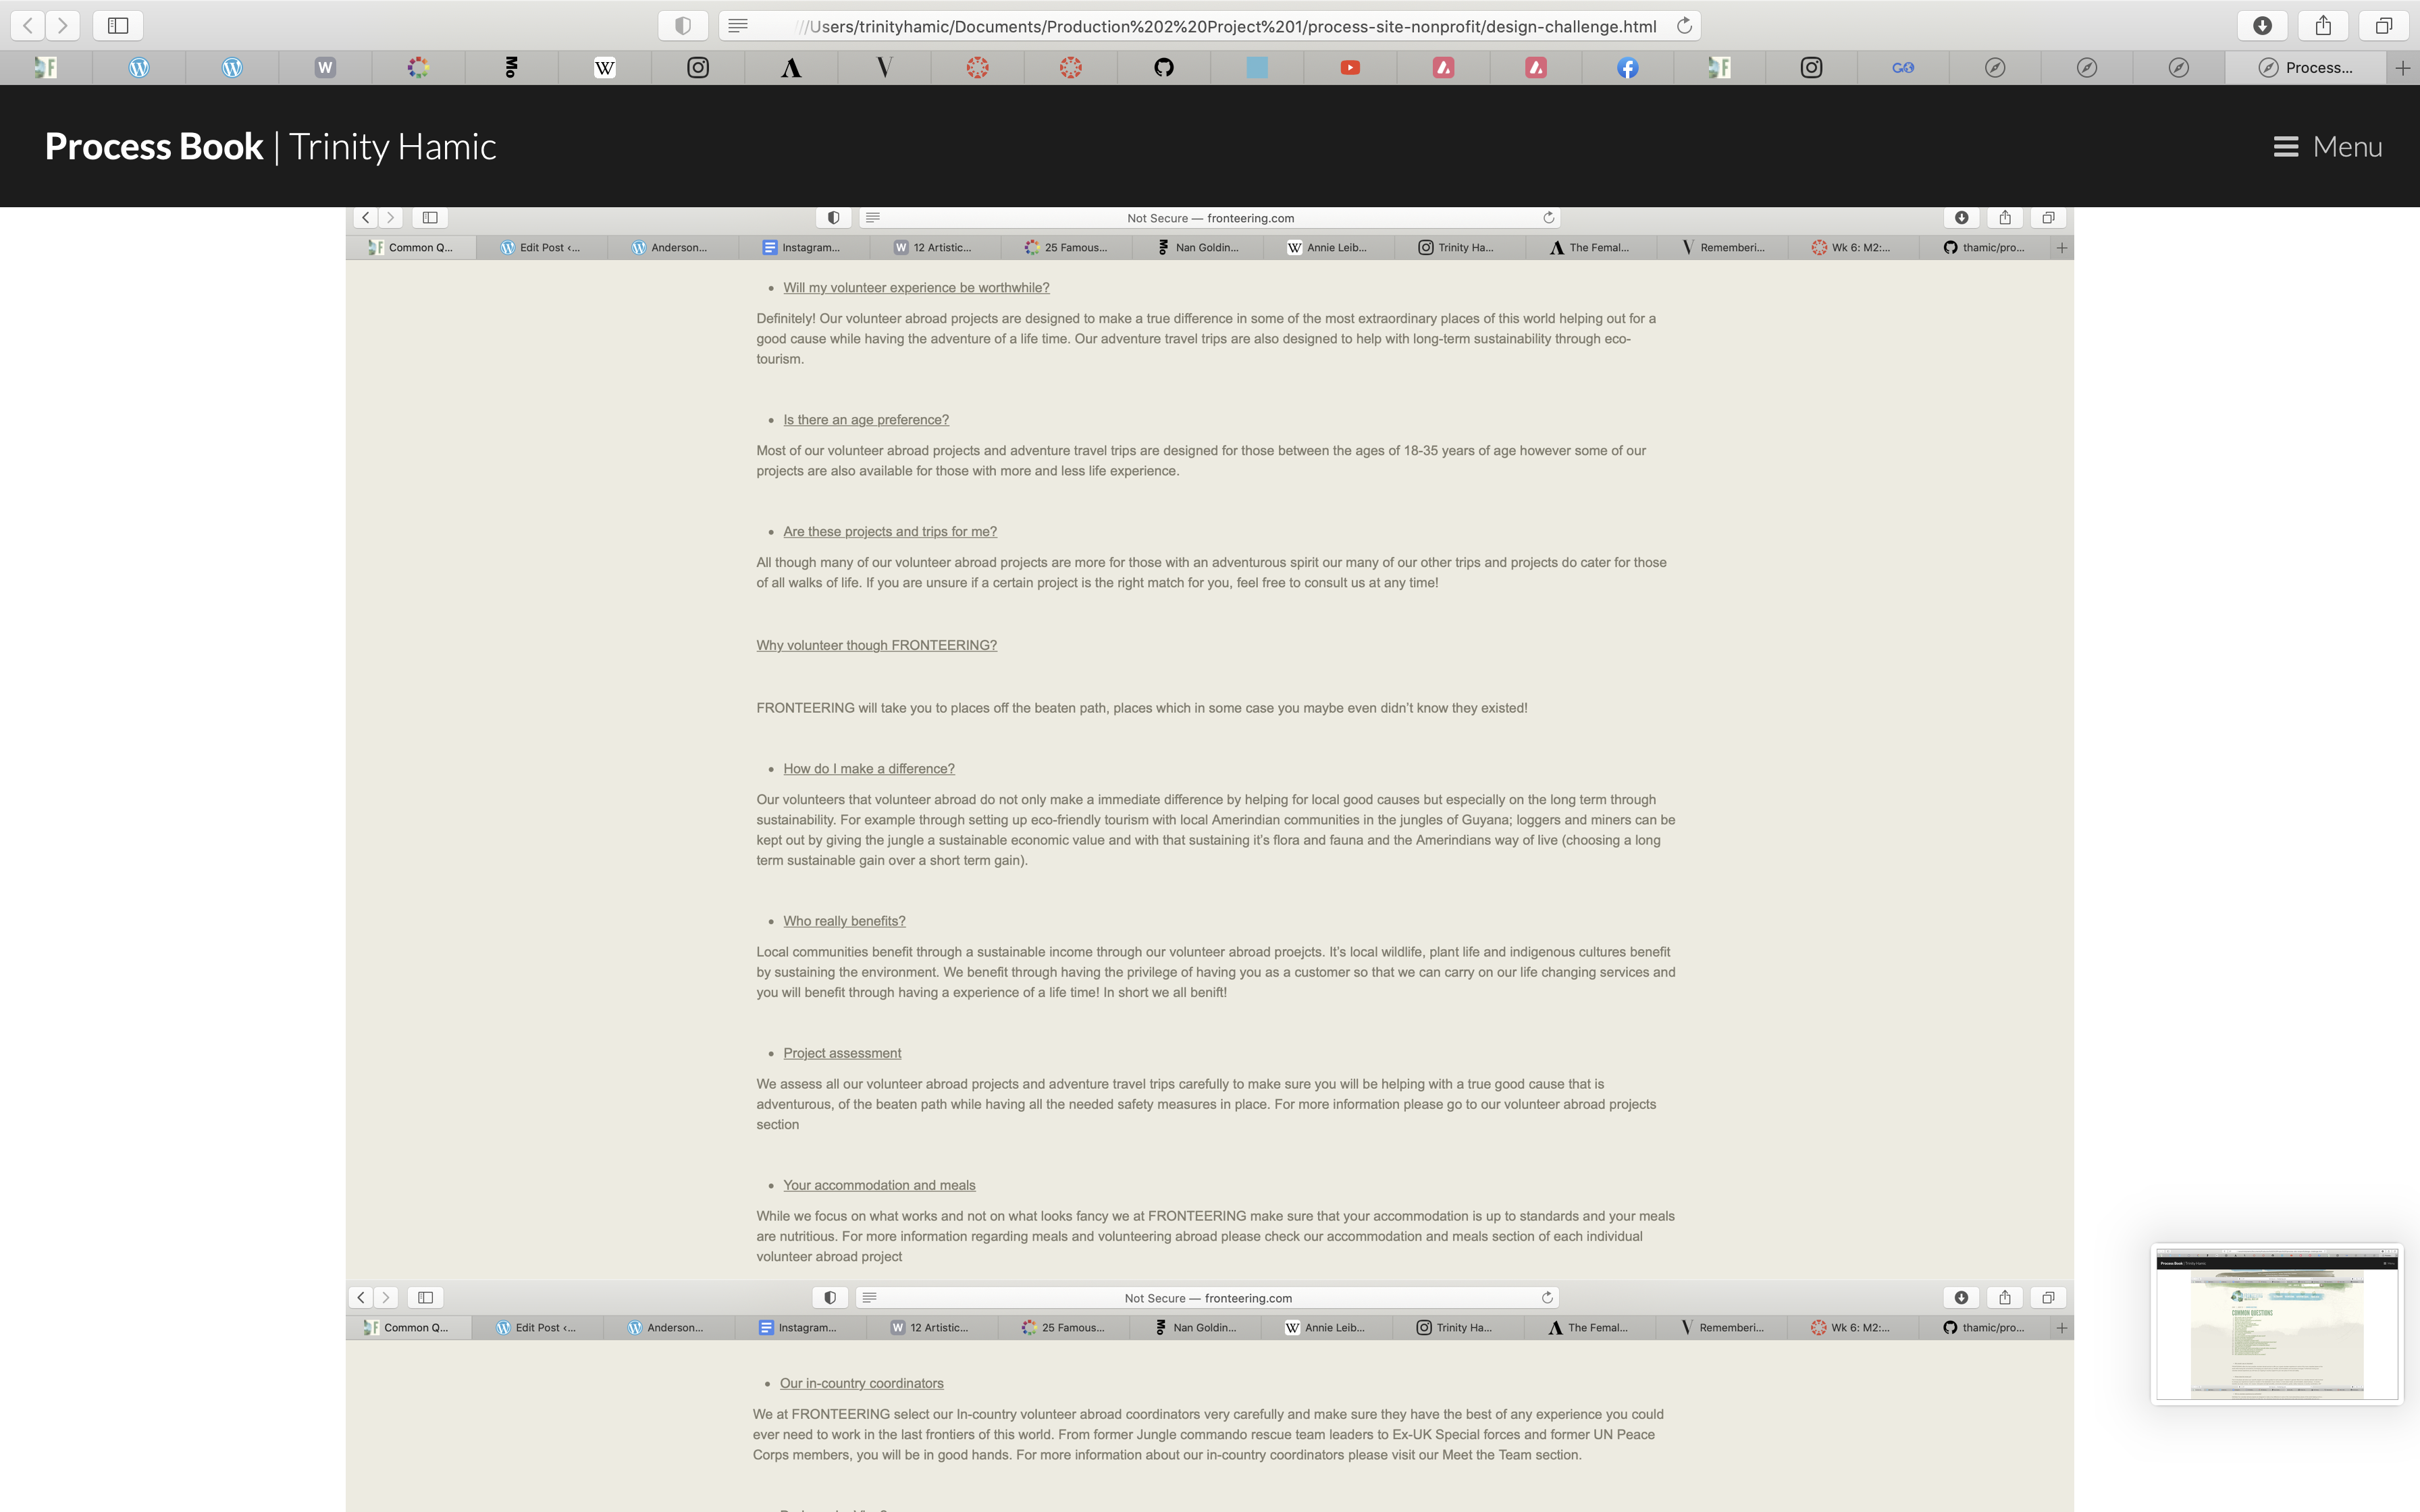 ///Users/trinityhamic/Documents/Production%202%20Project%201/process-site-nonprofit/design-challenge.html
Process...
Process Book | Trinity Hamic
Menu
Not Secure — fronteering.com
Common Q... Edit Post ‹... Anderson... Instagram... 12 Artistic... 25 Famous... Nan Goldin... Annie Leib... Trinity Ha... The Femal... Rememberi... Wk 6: M2:... thamic/pro...
• Will my volunteer experience be worthwhile?
Definitely! Our volunteer abroad projects are designed to make a true difference in some of the most extraordinary places of this world helping out for a
good cause while having the adventure of a life time. Our adventure travel trips are also designed to help with long-term sustainability through eco-
tourism.
• Is there an age preference?
Most of our volunteer abroad projects and adventure travel trips are designed for those between the ages of 18-35 years of age however some of our
projects are also available for those with more and less life experience.
• Are these projects and trips for me?
All though many of our volunteer abroad projects are more for those with an adventurous spirit our many of our other trips and projects do cater for those
of all walks of life. If you are unsure if a certain project is the right match for you, feel free to consult us at any time!
Why volunteer though FRONTEERING?
FRONTEERING will take you to places off the beaten path, places which in some case you maybe even didn't know they existed!
• How do I make a difference?
Our volunteers that volunteer abroad do not only make a immediate difference by helping for local good causes but especially on the long term through
sustainability. For example through setting up eco-friendly tourism with local Amerindian communities in the jungles of Guyana; loggers and miners can be
kept out by giving the jungle a sustainable economic value and with that sustaining it's flora and fauna and the Amerindians way of live (choosing a long
term sustainable gain over a short term gain).
• Who really benefits?
Local communities benefit through a sustainable income through our volunteer abroad proejcts. It's local wildlife, plant life and indigenous cultures benefit
by sustaining the environment. We benefit through having the privilege of having you as a customer so that we can carry on our life changing services and
you will benefit through having a experience of a life time! In short we all benift!
• Project assessment
We assess all our volunteer abroad projects and adventure travel trips carefully to make sure you will be helping with a true good cause that is
adventurous, of the beaten path while having all the needed safety measures in place. For more information please go to our volunteer abroad projects
section
• Your accommodation and meals
While we focus on what works and not on what looks fancy we at FRONTEERING make sure that your accommodation is up to standards and your meals
are nutritious. For more information regarding meals and volunteering abroad please check our accommodation and meals section of each individual
volunteer abroad project
Not Secure — fronteering.com
Common Q... Edit Post ‹... Anderson... Instagram... 12 Artistic... 25 Famous... Nan Goldin... Annie Leib... Trinity Ha... The Femal... Rememberi... Wk 6: M2:... thamic/pro...
• Our in-country coordinators
We at FRONTEERING select our In-country volunteer abroad coordinators very carefully and make sure they have the best of any experience you could
ever need to work in the last frontiers of this world. From former Jungle commando rescue team leaders to Ex-UK Special forces and former UN Peace
Corps members, you will be in good hands. For more information about our in-country coordinators please visit our Meet the Team section.
Process Book | Trinity Hamic
COMMON QUESTIONS